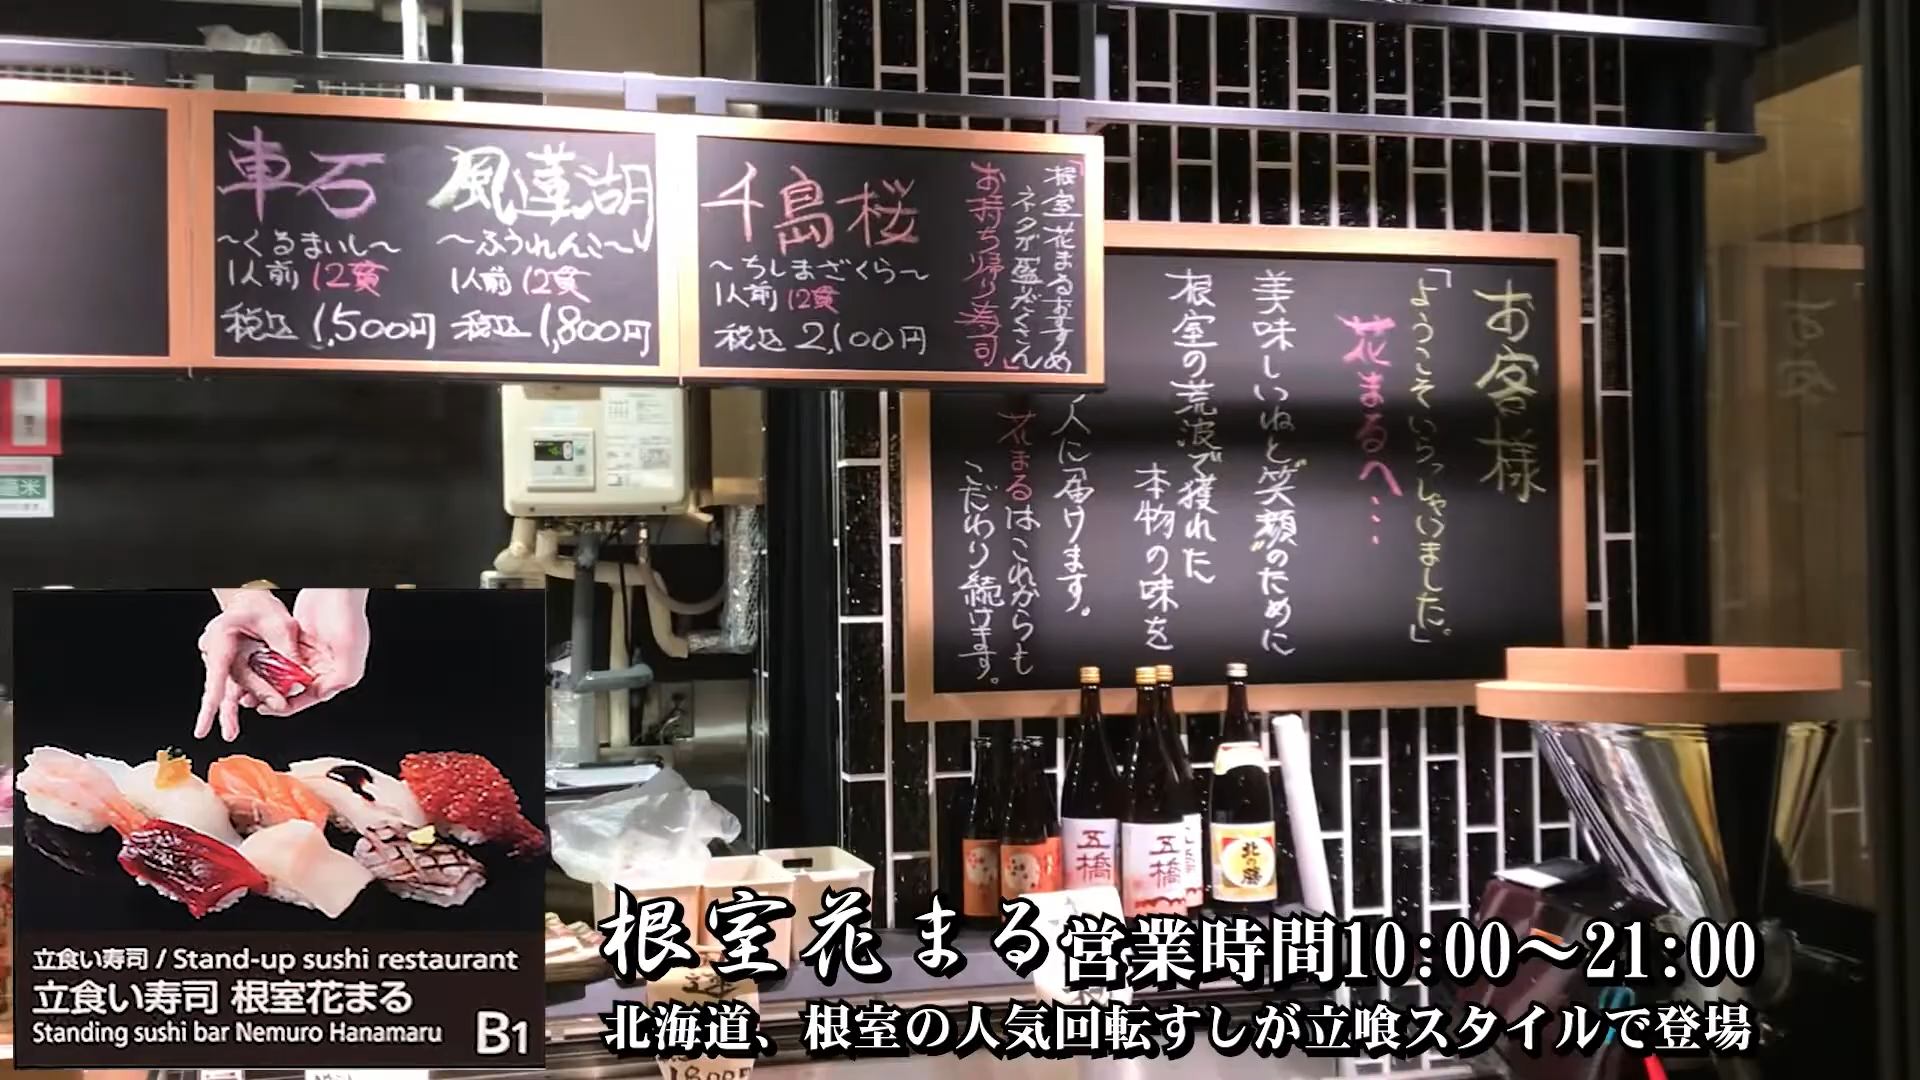 車石
～くるまいし～
1人前 12貫
税込 1,500円
風蓮湖
～ふうれんこ～
1人前 12貫
税込 1,800円
千島桜
～ちしまざくら～
1人前 12貫
税込 2,100円
「根室花まるおすすめ
ネタが盛だくさん
お持ち帰り寿司」
お客様
「ようこそいらっしゃいました。」
花まるへ…
美味しいねと笑顔のために
根室の荒波で獲れた
本物の味を
人に届けます。
花まるはこれからも
こだわり続けます。
五橋
五橋
北の勝
立食い寿司 / Stand-up sushi restaurant
立食い寿司 根室花まる
Standing sushi bar Nemuro Hanamaru
B1
根室花まる 営業時間10:00～21:00
北海道、根室の人気回転すしが立喰スタイルで登場